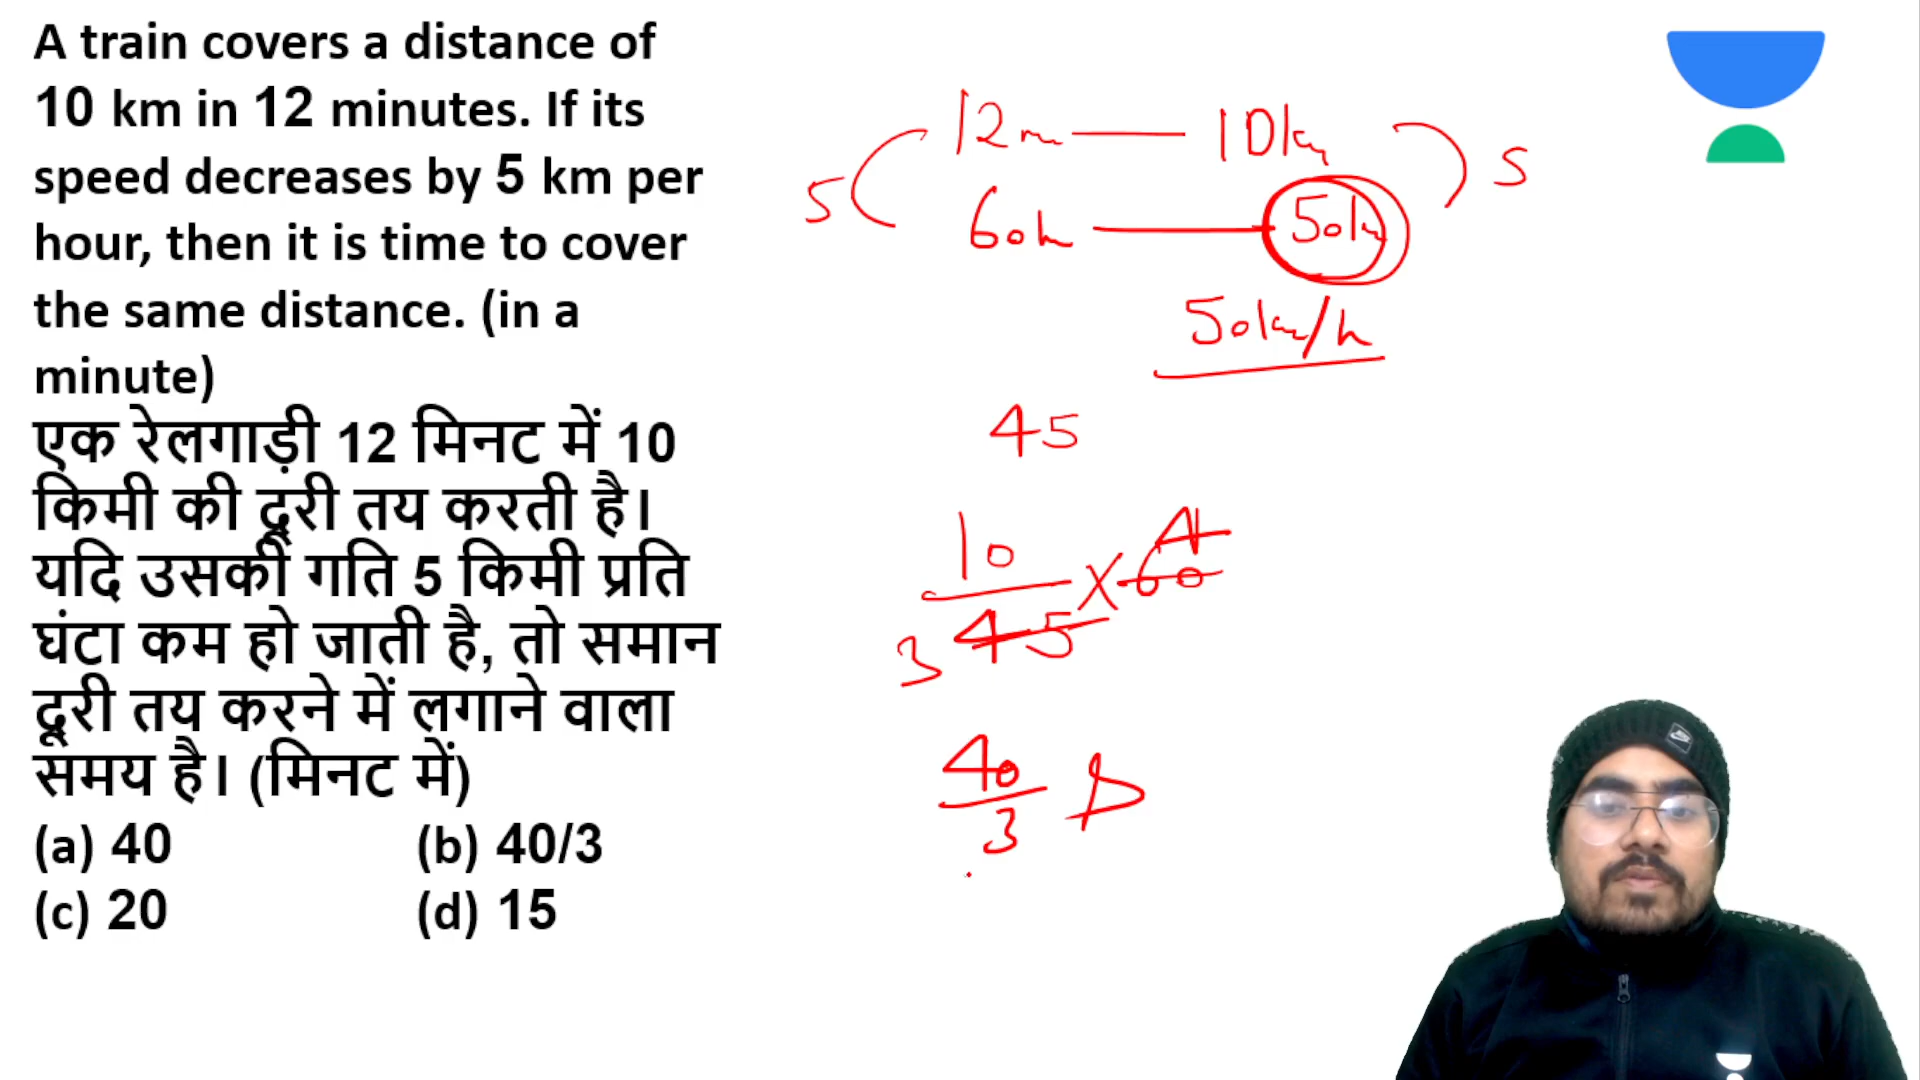 A train covers a distance of
10 km in 12 minutes. If its
speed decreases by 5 km per
hour, then it is time to cover
the same distance. (in a
minute)
एक रेलगाड़ी 12 मिनट में 10
किमी की दूरी तय करती है।
यदि उसकी गति 5 किमी प्रति
घंटा कम हो जाती है, तो समान
दूरी तय करने में लगाने वाला
समय है। (मिनट में)
(a) 40 (b) 40/3
(c) 20 (d) 15
12m — 10km
5 5
60m — 50km
50km/h
45
10 4
× 60
3 45
40
3